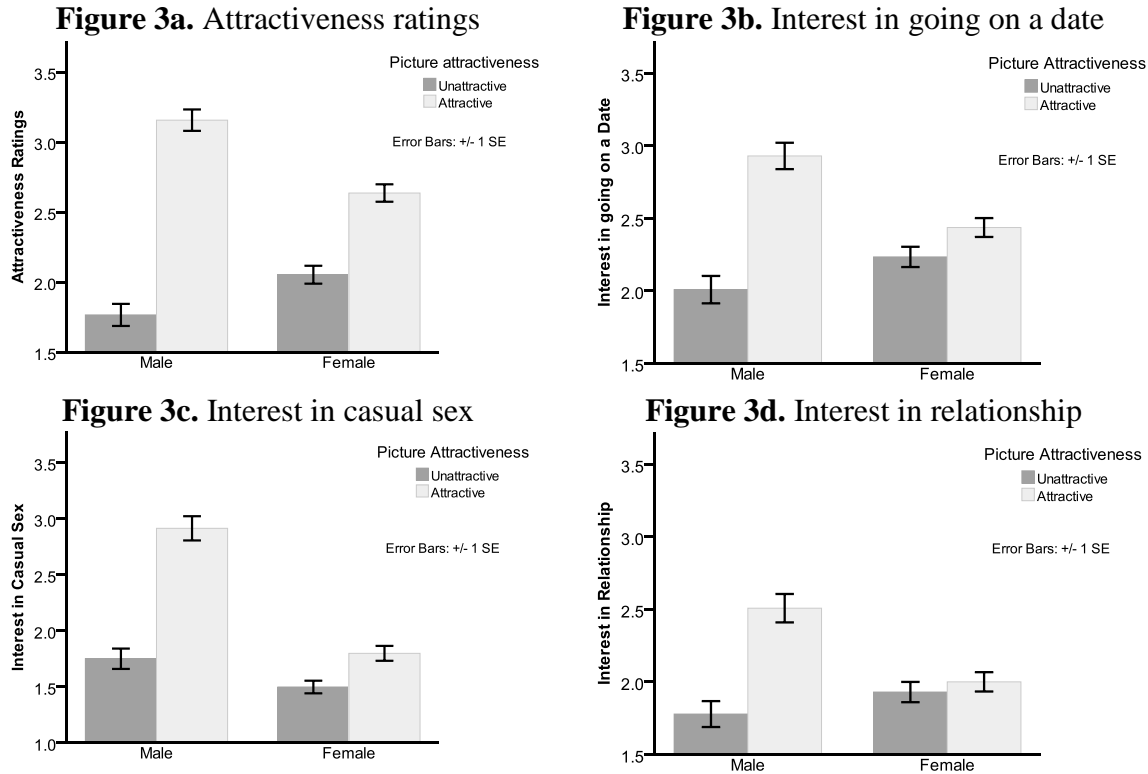 Figure 3a. Attractiveness ratings
3.5
3.0
2.5
2.0
1.5
Attractiveness Ratings
Picture attractiveness
Unattractive
Attractive
Error Bars: +/- 1 SE
Male
Female
Figure 3b. Interest in going on a date
3.5
3.0
2.5
2.0
1.5
Interest in going on a Date
Picture Attractiveness
Unattractive
Attractive
Error Bars: +/- 1 SE
Male
Female
Figure 3c. Interest in casual sex
3.5
3.0
2.5
2.0
1.5
1.0
Interest in Casual Sex
Picture Attractiveness
Unattractive
Attractive
Error Bars: +/- 1 SE
Male
Female
Figure 3d. Interest in relationship
3.5
3.0
2.5
2.0
1.5
Interest in Relationship
Picture Attractiveness
Unattractive
Attractive
Error Bars: +/- 1 SE
Male
Female